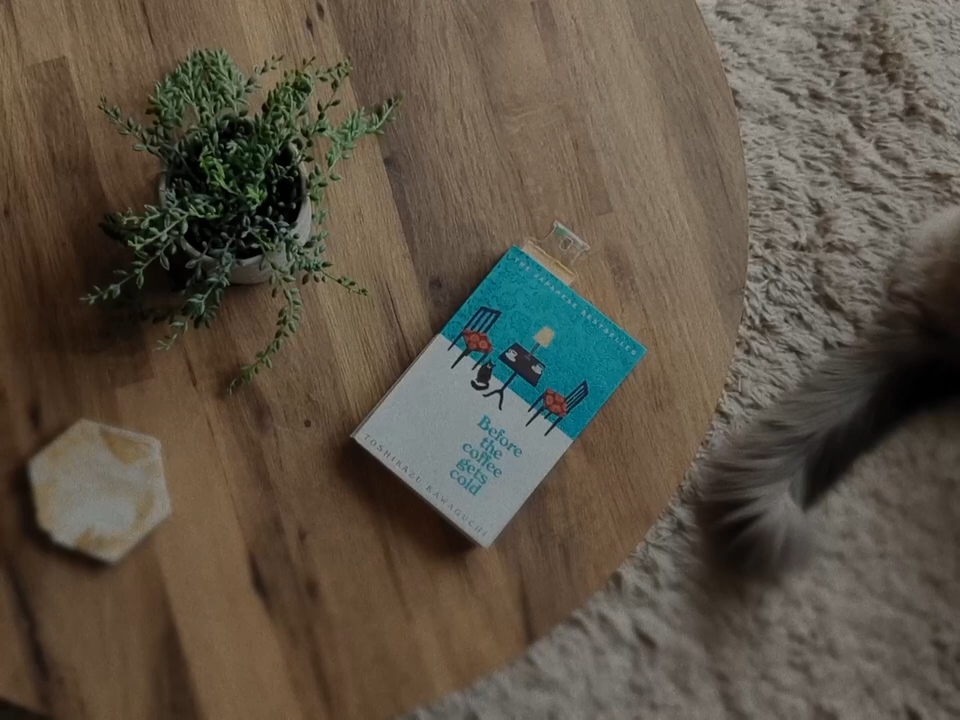 THE JAPANESE BESTSELLER
Before
the
coffee
gets
cold
TOSHIKAZU KAWAGUCHI